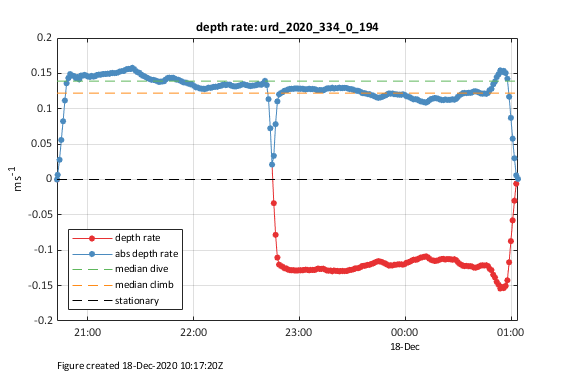 depth rate: urd_2020_334_0_194
0.2
0.15
0.1
0.05
0
-0.05
-0.1
-0.15
-0.2
ms-1
depth rate
abs depth rate
median dive
median climb
stationary
21:00 22:00 23:00 00:00 01:00
18-Dec
Figure created 18-Dec-2020 10:17:20Z